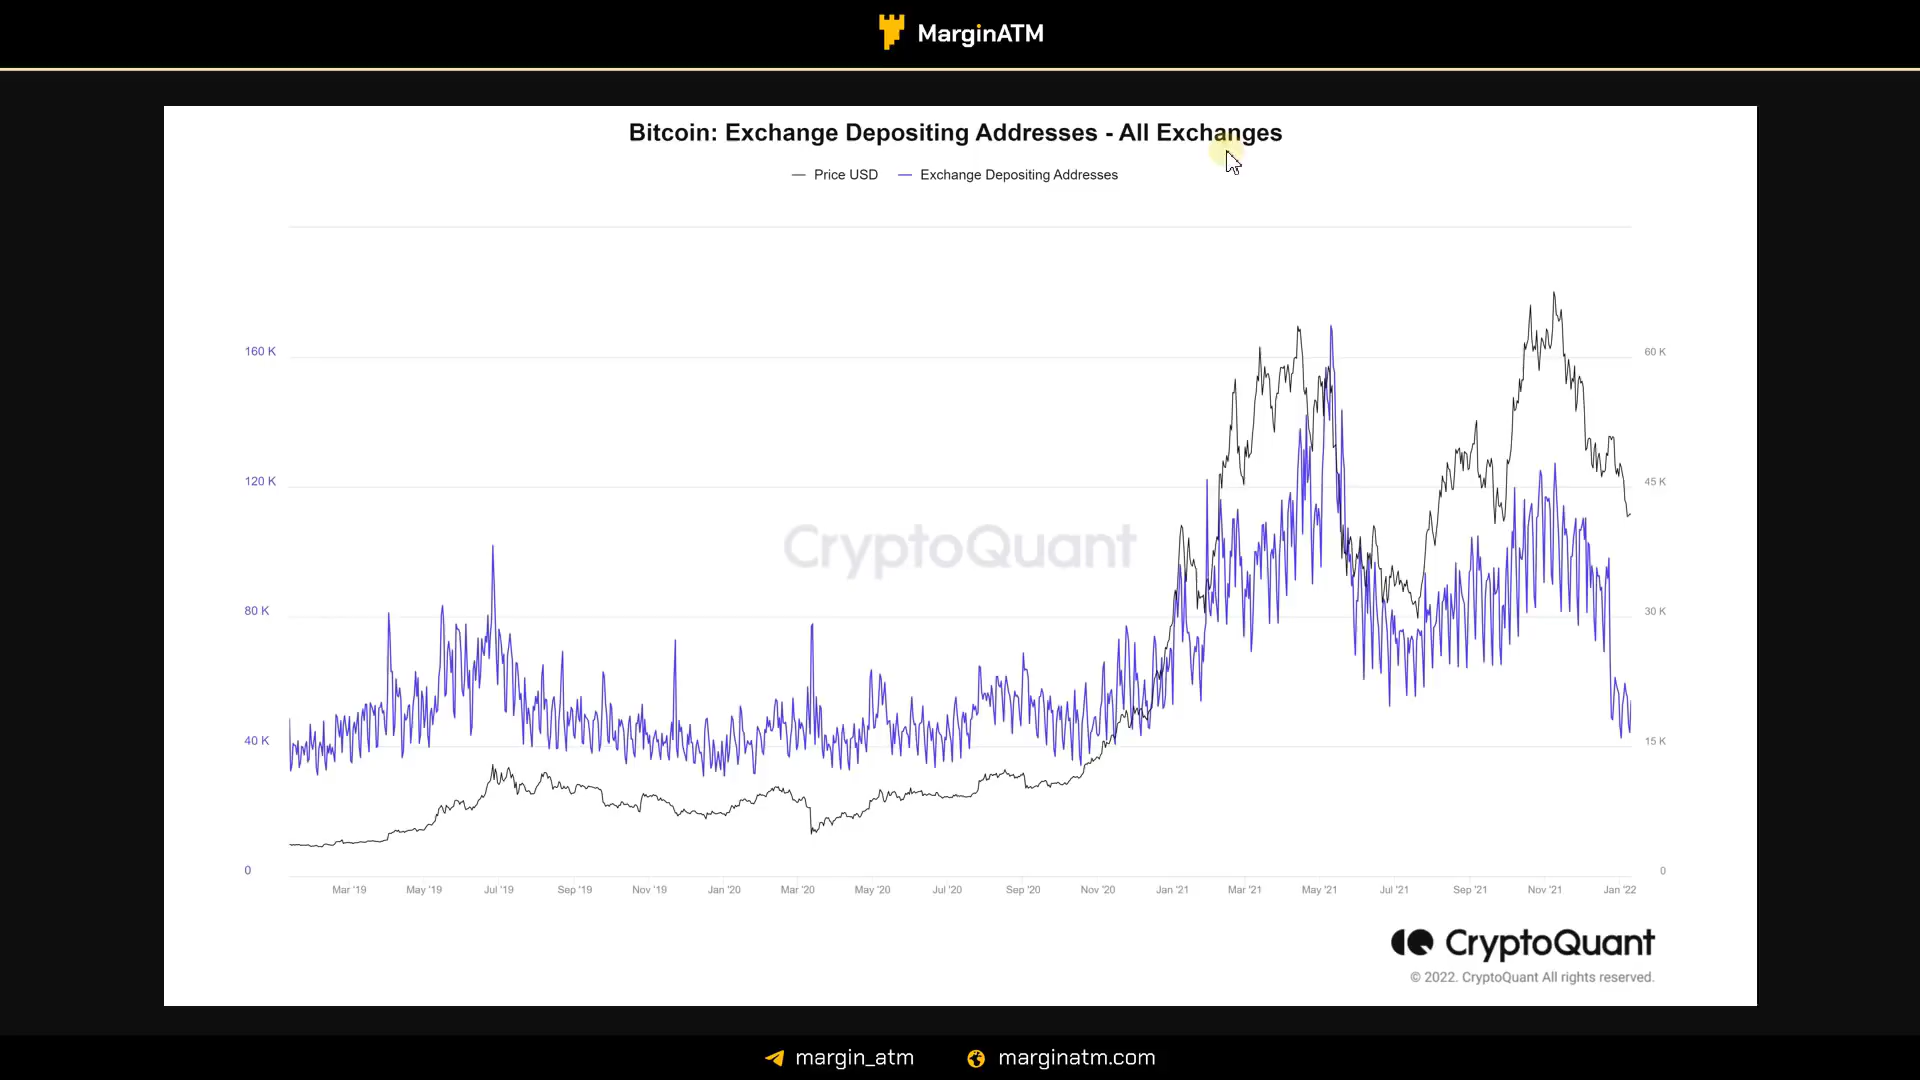 MarginATM
Bitcoin: Exchange Depositing Addresses - All Exchanges
Price USD Exchange Depositing Addresses
160 K
120 K
80 K
40 K
0
60 K
45 K
30 K
15 K
0
CryptoQuant
Mar '19 May '19 Jul '19 Sep '19 Nov '19 Jan '20 Mar '20 May '20 Jul '20 Sep '20 Nov '20 Jan '21 Mar '21 May '21 Jul '21 Sep '21 Nov '21 Jan '22
CryptoQuant
© 2022. CryptoQuant All rights reserved.
margin_atm marginatm.com